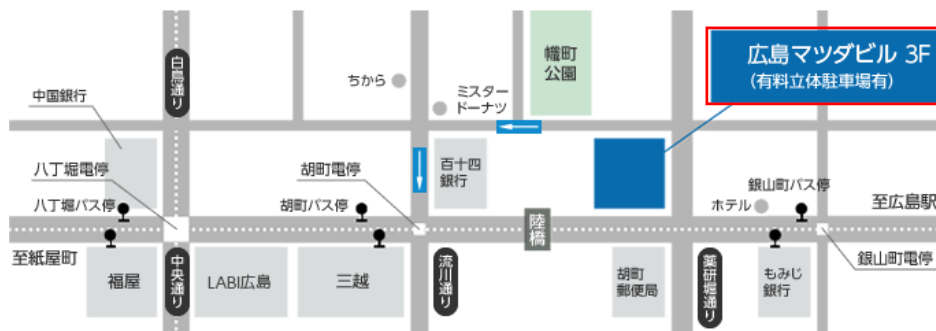 白島通り
中国銀行
八丁堀電停
八丁堀バス停
至紙屋町
福屋
中央通り
LABI広島
三越
胡町電停
胡町バス停
ちから
ミスター
ドーナツ
百十四
銀行
流川通り
幟町
公園
陸橋
広島マツダビル 3F
(有料立体駐車場有)
胡町
郵便局
薬研堀通り
ホテル
銀山町バス停
至広島駅
もみじ
銀行
銀山町電停